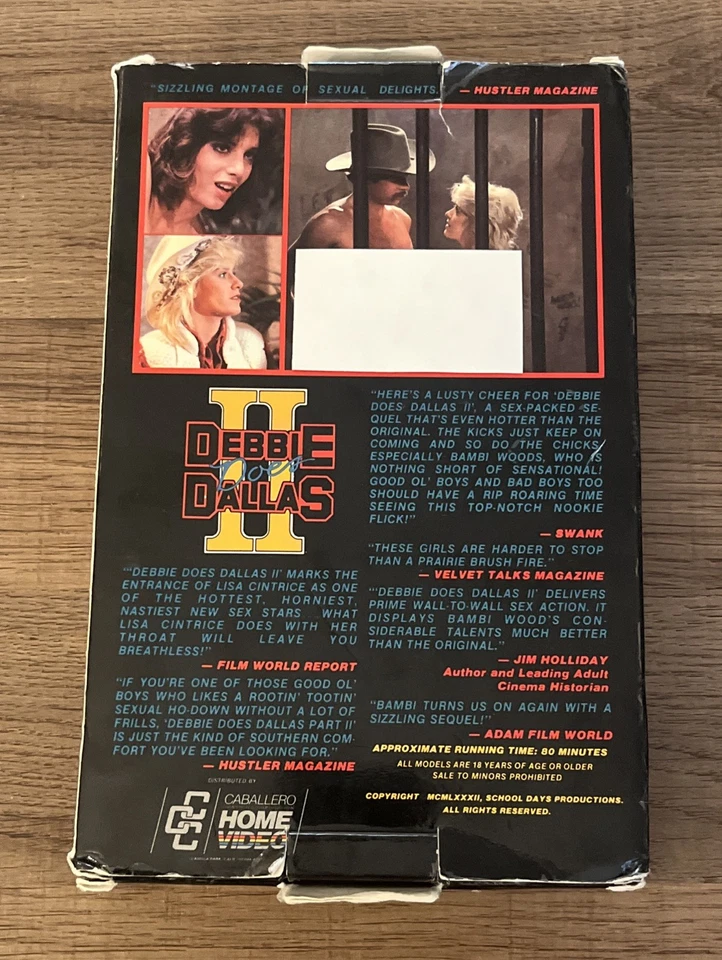 "SIZZLING MONTAGE OF SEXUAL DELIGHTS. — HUSTLER MAGAZINE
II
DEBBIE
Does
DALLAS
"'DEBBIE DOES DALLAS II' MARKS THE
ENTRANCE OF LISA CINTRICE AS ONE
OF THE HOTTEST, HORNIEST,
NASTIEST NEW SEX STARS ...WHAT
LISA CINTRICE DOES WITH HER
THROAT WILL LEAVE YOU
BREATHLESS!"
— FILM WORLD REPORT
"IF YOU'RE ONE OF THOSE GOOD OL'
BOYS WHO LIKES A ROOTIN' TOOTIN'
SEXUAL HO-DOWN WITHOUT A LOT OF
FRILLS, 'DEBBIE DOES DALLAS PART II'
IS JUST THE KIND OF SOUTHERN COM-
FORT YOU'VE BEEN LOOKING FOR."
— HUSTLER MAGAZINE
"HERE'S A LUSTY CHEER FOR 'DEBBIE
DOES DALLAS II', A SEX-PACKED SE-
QUEL THAT'S EVEN HOTTER THAN THE
ORIGINAL. THE KICKS JUST KEEP ON
COMING AND SO DO THE CHICKS,
ESPECIALLY BAMBI WOODS, WHO IS
NOTHING SHORT OF SENSATIONAL!
GOOD OL' BOYS AND BAD BOYS TOO
SHOULD HAVE A RIP ROARING TIME
SEEING THIS TOP-NOTCH NOOKIE
FLICK!"
— SWANK
"THESE GIRLS ARE HARDER TO STOP
THAN A PRAIRIE BRUSH FIRE."
— VELVET TALKS MAGAZINE
"'DEBBIE DOES DALLAS II' DELIVERS
PRIME WALL-TO-WALL SEX ACTION. IT
DISPLAYS BAMBI WOOD'S CON-
SIDERABLE TALENTS MUCH BETTER
THAN THE ORIGINAL."
— JIM HOLLIDAY
Author and Leading Adult
Cinema Historian
"BAMBI TURNS US ON AGAIN WITH A
SIZZLING SEQUEL!"
— ADAM FILM WORLD
APPROXIMATE RUNNING TIME: 80 MINUTES
ALL MODELS ARE 18 YEARS OF AGE OR OLDER
SALE TO MINORS PROHIBITED
COPYRIGHT MCMLXXXII, SCHOOL DAYS PRODUCTIONS.
ALL RIGHTS RESERVED.
DISTRIBUTED BY
CCC
CABALLERO
HOME
VIDEO